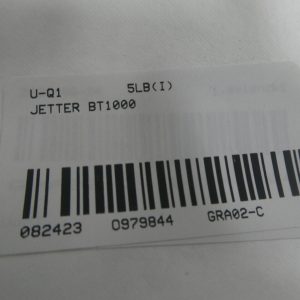 U-Q1 5LB(I)
JETTER BT1000
082423 0979844 GRA02-C